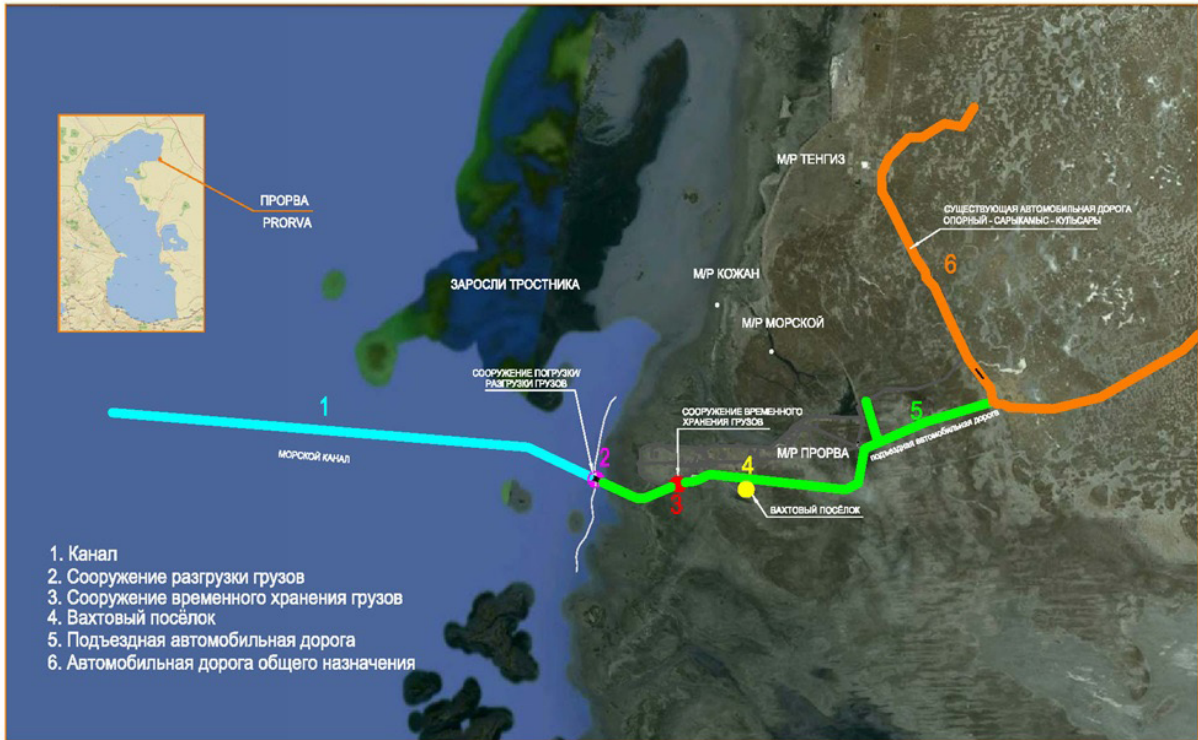 ПРОРВА
PRORVA
ЗАРОСЛИ ТРОСТНИКА
М/Р ТЕНГИЗ
СУЩЕСТВУЮЩАЯ АВТОМОБИЛЬНАЯ ДОРОГА
ОПОРНЫЙ - САРЫКАМЫС - КУЛЬСАРЫ
6
М/Р КОЖАН
М/Р МОРСКОЙ
СООРУЖЕНИЕ ПОГРУЗКИ/
РАЗГРУЗКИ ГРУЗОВ
1
МОРСКОЙ КАНАЛ
2
СООРУЖЕНИЕ ВРЕМЕННОГО
ХРАНЕНИЯ ГРУЗОВ
3
М/Р ПРОРВА
4
ВАХТОВЫЙ ПОСЁЛОК
5
подъездная автомобильная дорога
1. Канал
2. Сооружение разгрузки грузов
3. Сооружение временного хранения грузов
4. Вахтовый посёлок
5. Подъездная автомобильная дорога
6. Автомобильная дорога общего назначения